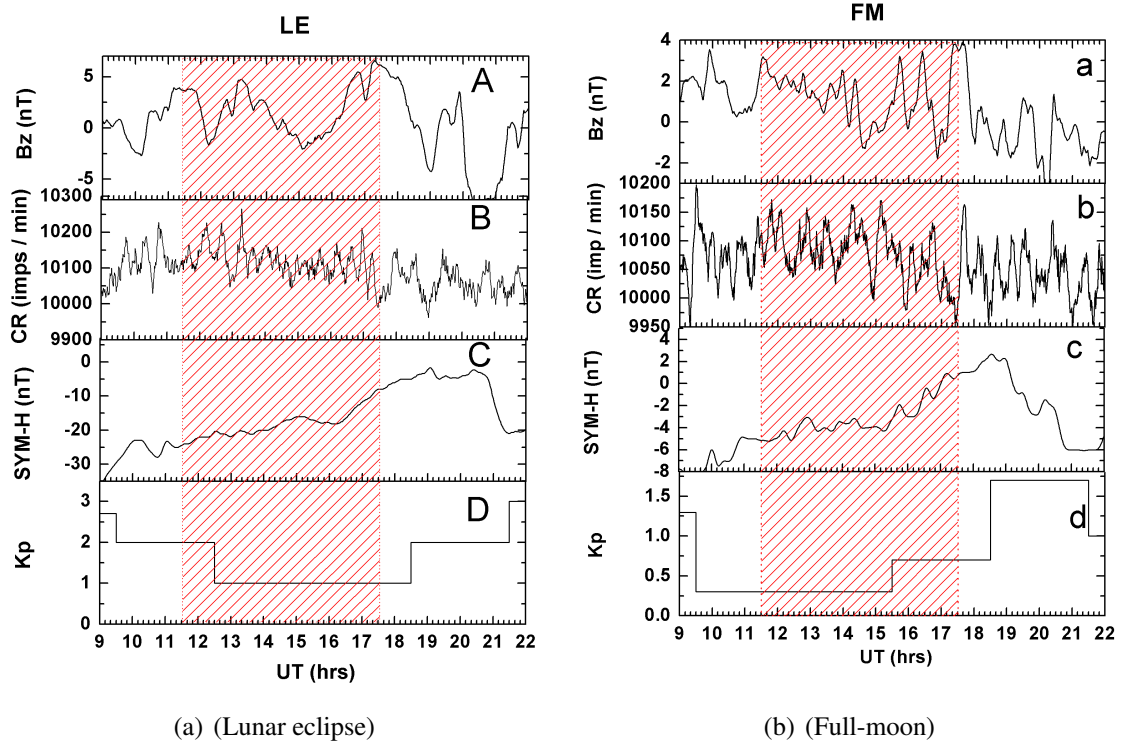 LE
A
Bz (nT)
5
0
-5
B
CR (imps / min)
10300
10200
10100
10000
9900
C
SYM-H (nT)
0
-10
-20
-30
D
Kp
3
2
1
0
9 10 11 12 13 14 15 16 17 18 19 20 21 22
UT (hrs)
(a) (Lunar eclipse)
FM
a
Bz (nT)
4
2
0
-2
b
CR (imp / min)
10200
10150
10100
10050
10000
9950
c
SYM-H (nT)
4
2
0
-2
-4
-6
-8
d
Kp
1.5
1.0
0.5
0.0
9 10 11 12 13 14 15 16 17 18 19 20 21 22
UT (hrs)
(b) (Full-moon)